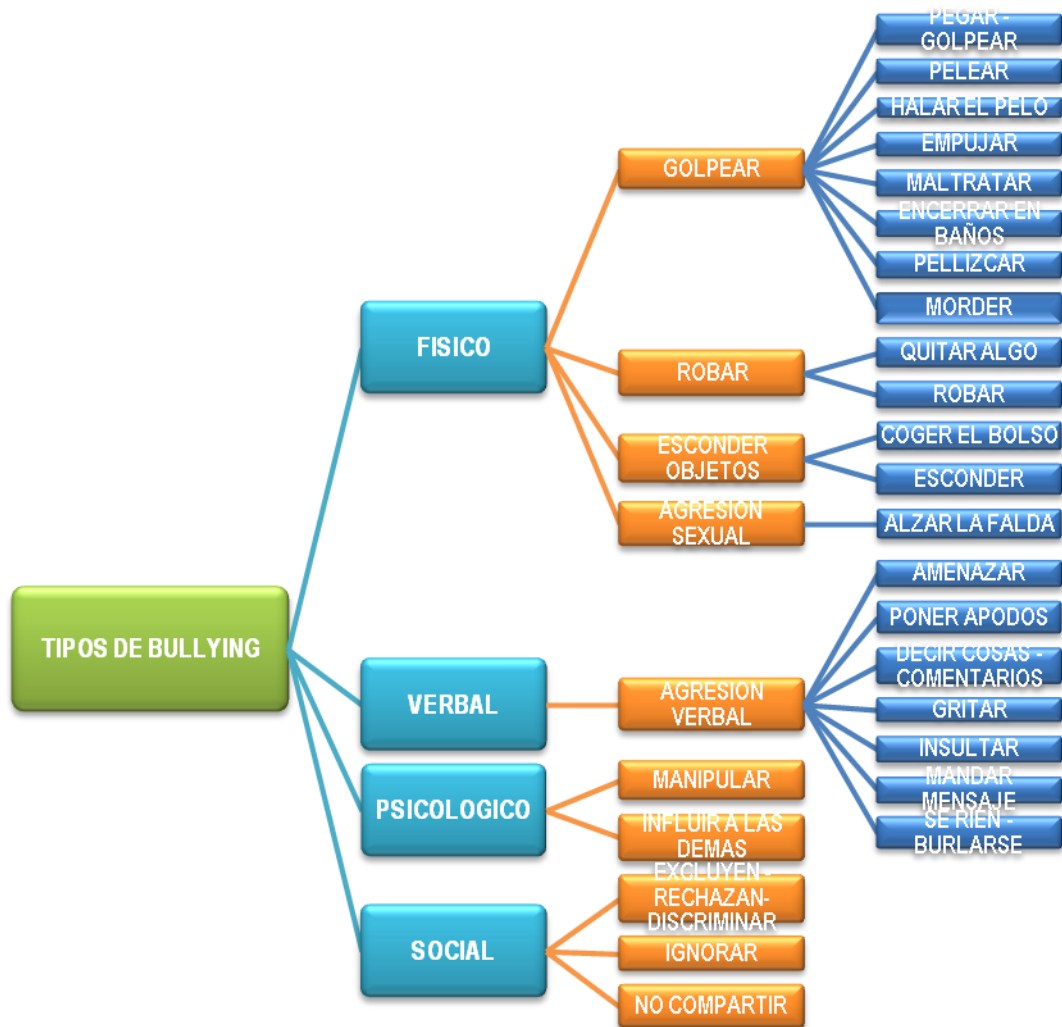 PEGAR -
GOLPEAR
PELEAR
HALAR EL PELO
EMPUJAR
GOLPEAR
MALTRATAR
ENCERRAR EN
BAÑOS
PELLIZCAR
MORDER
FISICO
QUITAR ALGO
ROBAR
ROBAR
ESCONDER
OBJETOS
COGER EL BOLSO
ESCONDER
AGRESION
SEXUAL
ALZAR LA FALDA
TIPOS DE BULLYING
AMENAZAR
PONER APODOS
DECIR COSAS -
COMENTARIOS
VERBAL
AGRESION
VERBAL
GRITAR
INSULTAR
MANDAR
MENSAJE
SE RIEN -
BURLARSE
PSICOLOGICO
MANIPULAR
INFLUIR A LAS
DEMAS
SOCIAL
EXCLUYEN -
RECHAZAN-
DISCRIMINAR
IGNORAR
NO COMPARTIR